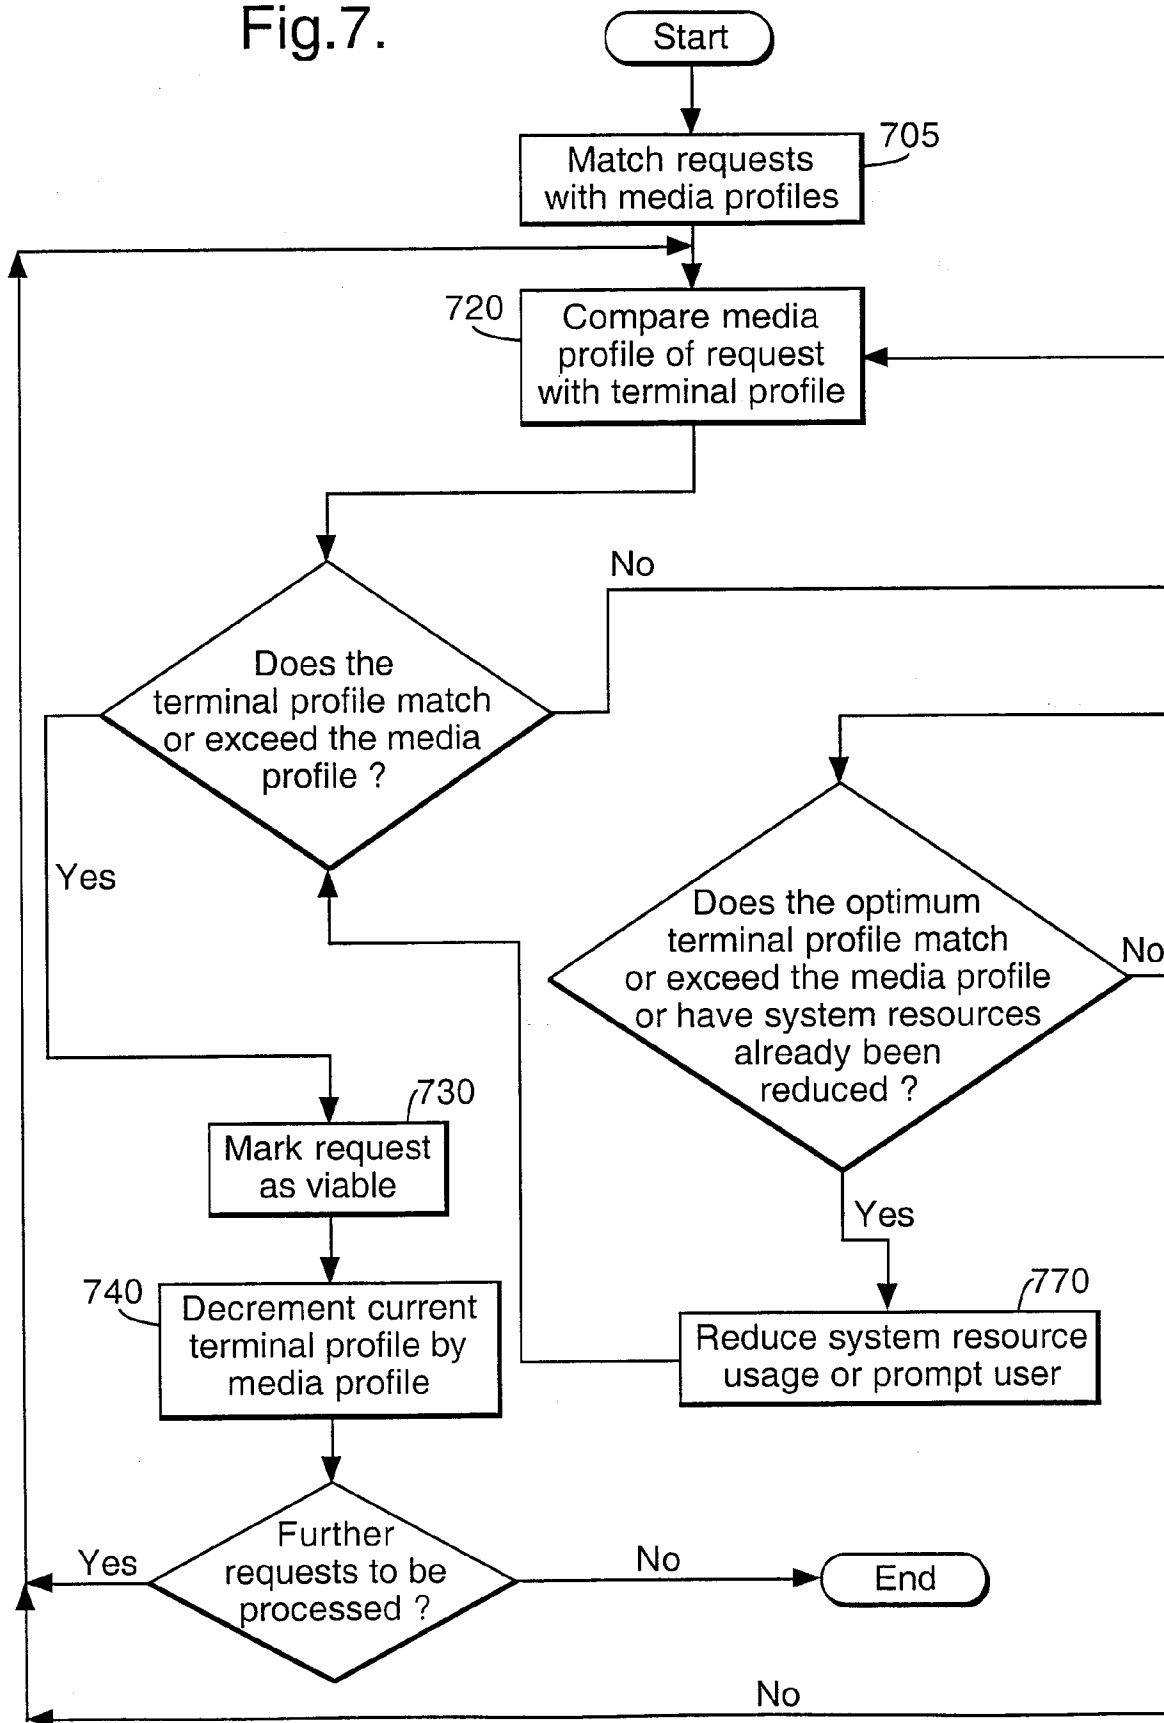 Fig.7.
Start
705
Match requests
with media profiles
720
Compare media
profile of request
with terminal profile
No
Does the
terminal profile match
or exceed the media
profile ?
Yes
Does the optimum
terminal profile match
or exceed the media profile
or have system resources
already been
reduced ?
No
730
Mark request
as viable
Yes
740
Decrement current
terminal profile by
media profile
770
Reduce system resource
usage or prompt user
Further
requests to be
processed ?
Yes
No
End
No